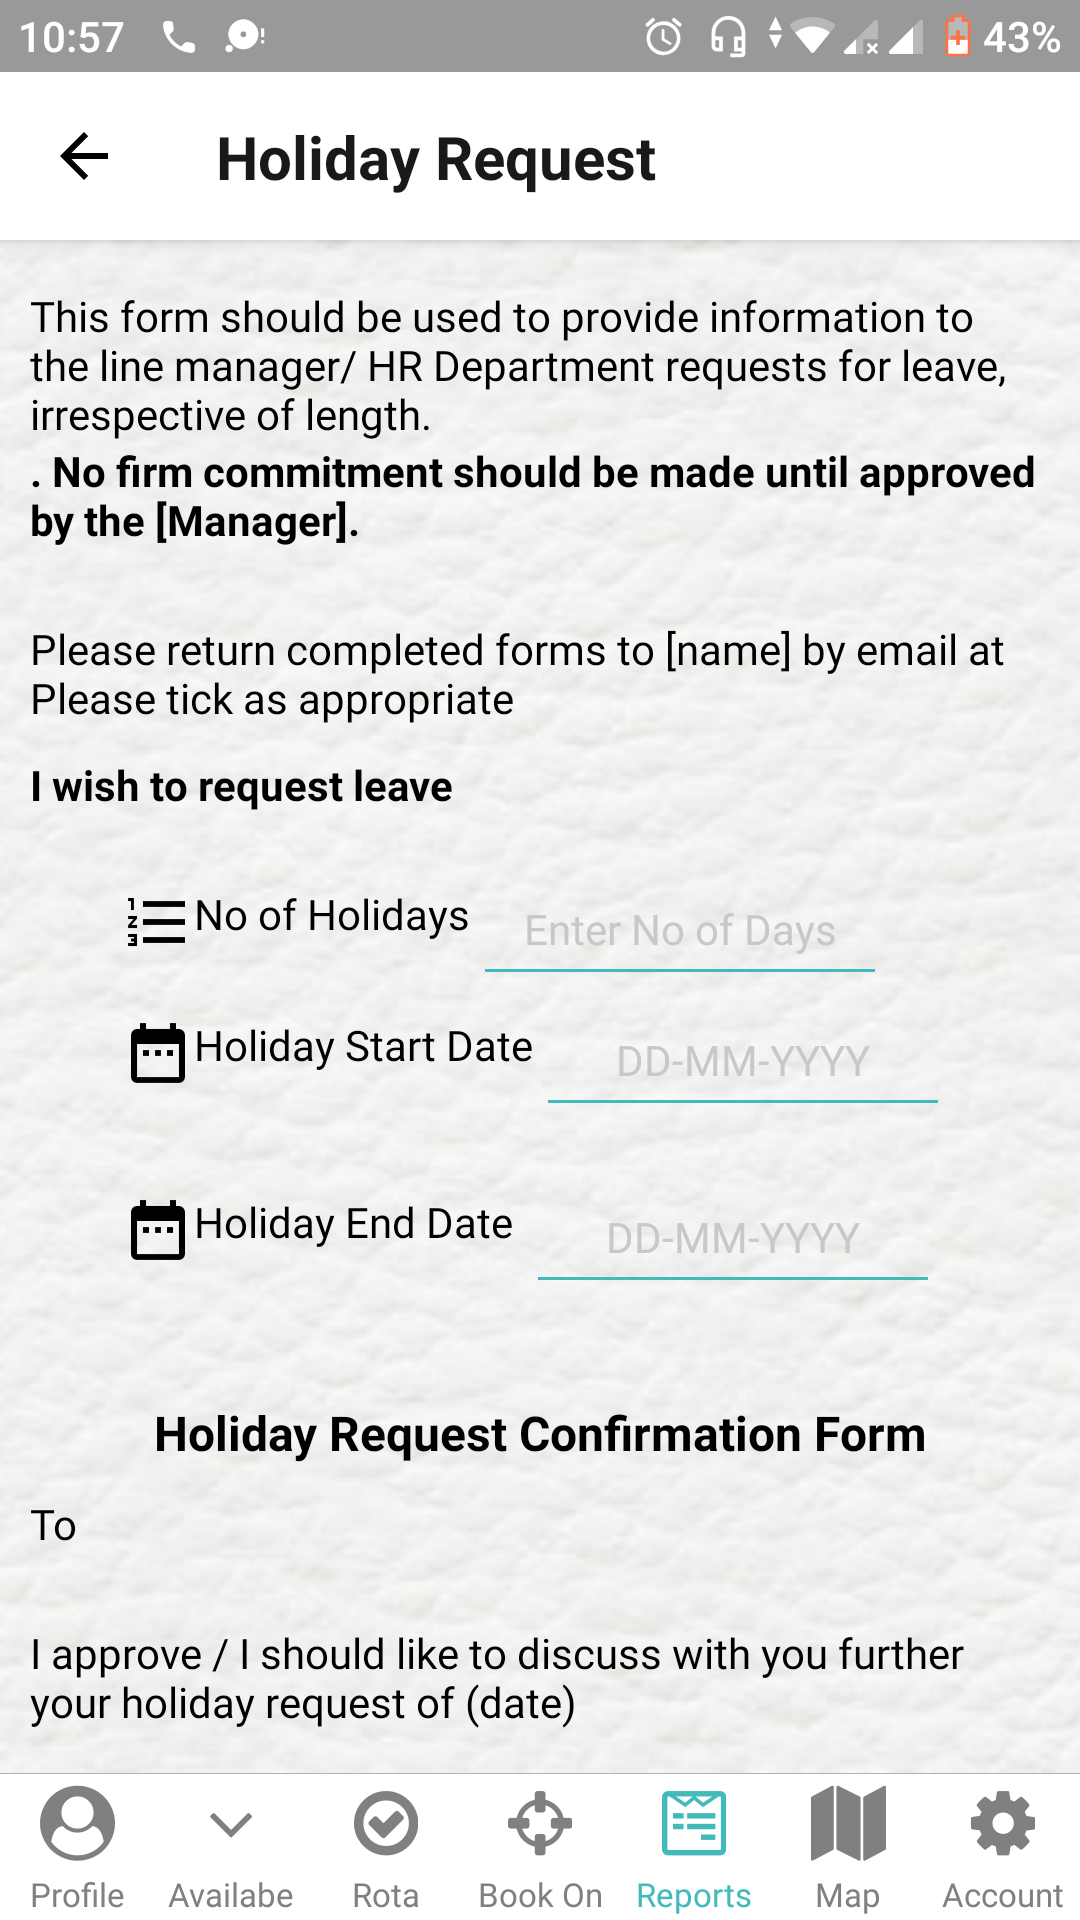 10:57
43%
Holiday Request
This form should be used to provide information to
the line manager/ HR Department requests for leave,
irrespective of length.
. No firm commitment should be made until approved
by the [Manager].
Please return completed forms to [name] by email at
Please tick as appropriate
I wish to request leave
No of Holidays Enter No of Days
Holiday Start Date DD-MM-YYYY
Holiday End Date DD-MM-YYYY
Holiday Request Confirmation Form
To
I approve / I should like to discuss with you further
your holiday request of (date)
Profile Availabe Rota Book On Reports Map Account